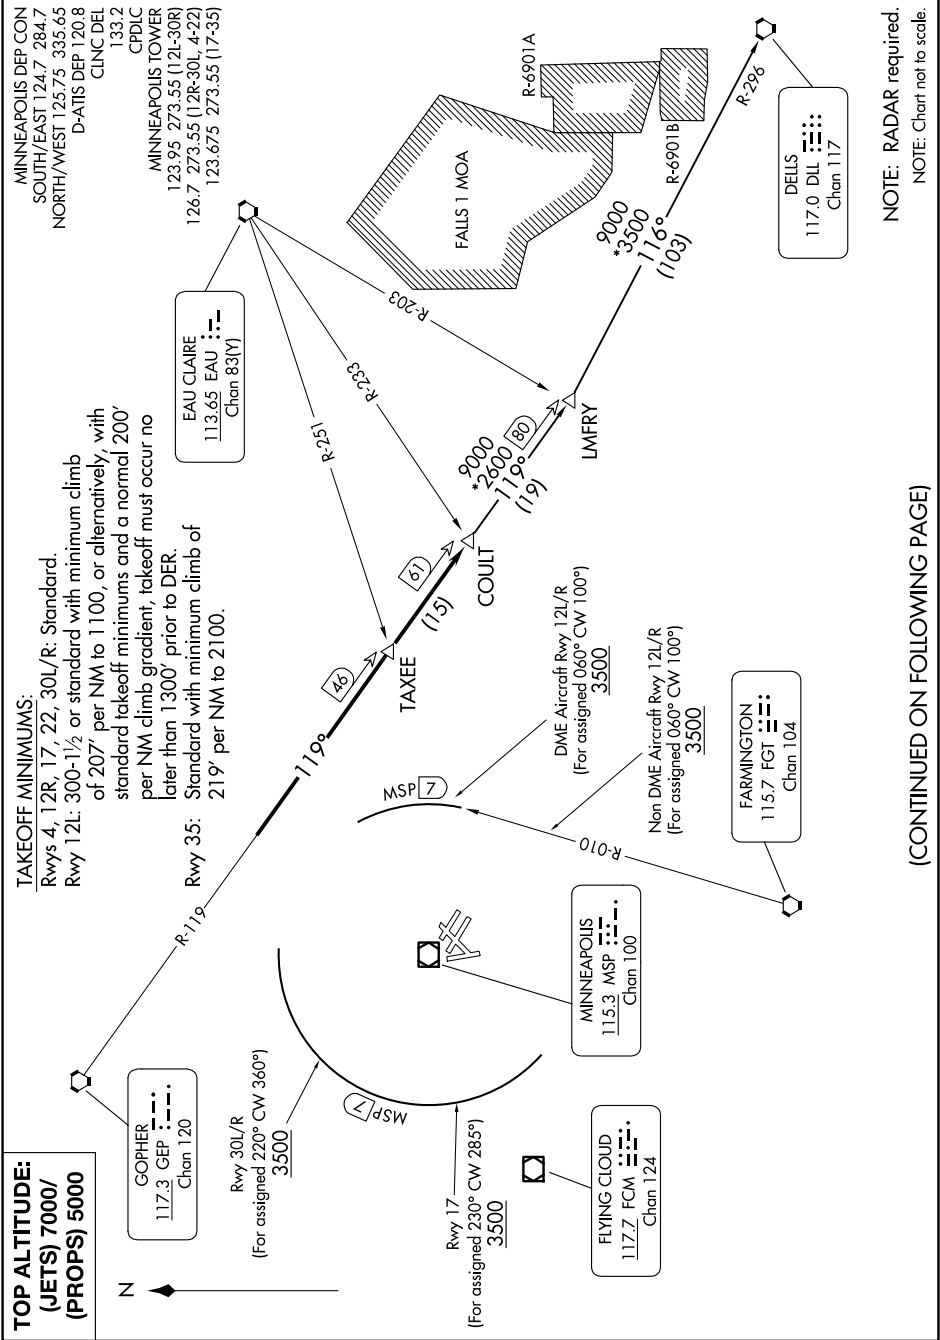 TOP ALTITUDE:
(JETS) 7000/
(PROPS) 5000
TAKEOFF MINIMUMS:
Rwys 4, 12R, 17, 22, 30L/R: Standard.
Rwy 12L: 300-1½ or standard with minimum climb
of 207' per NM to 1100, or alternatively, with
standard takeoff minimums and a normal 200'
per NM climb gradient, takeoff must occur no
later than 1300' prior to DER.
Rwy 35: Standard with minimum climb of
219' per NM to 2100.
MINNEAPOLIS DEP CON
SOUTH/EAST 124.7 284.7
NORTH/WEST 125.75 335.65
D-ATIS DEP 120.8
CLNC DEL
133.2
CPDLC
MINNEAPOLIS TOWER
123.95 273.55 (12L-30R)
126.7 273.55 (12R-30L, 4-22)
123.675 273.55 (17-35)
N
GOPHER
117.3 GEP
Chan 120
R-119
119°
EAU CLAIRE
113.65 EAU
Chan 83(Y)
R-251
R-233
R-203
FALLS 1 MOA
R-6901A
R-6901B
R-296
DELLS
117.0 DLL
Chan 117
46
TAXEE
61
(15)
COULT
9000
*2600
119°
(19)
80
LMFRY
9000
*3500
116°
(103)
Rwy 30L/R
(For assigned 220° CW 360°)
3500
MSP 7
Rwy 17
(For assigned 230° CW 285°)
3500
MSP 7
DME Aircraft Rwy 12L/R
(For assigned 060° CW 100°)
3500
Non DME Aircraft Rwy 12L/R
(For assigned 060° CW 100°)
3500
R-010
MINNEAPOLIS
115.3 MSP
Chan 100
FLYING CLOUD
117.7 FCM
Chan 124
FARMINGTON
115.7 FGT
Chan 104
NOTE: RADAR required.
NOTE: Chart not to scale.
(CONTINUED ON FOLLOWING PAGE)